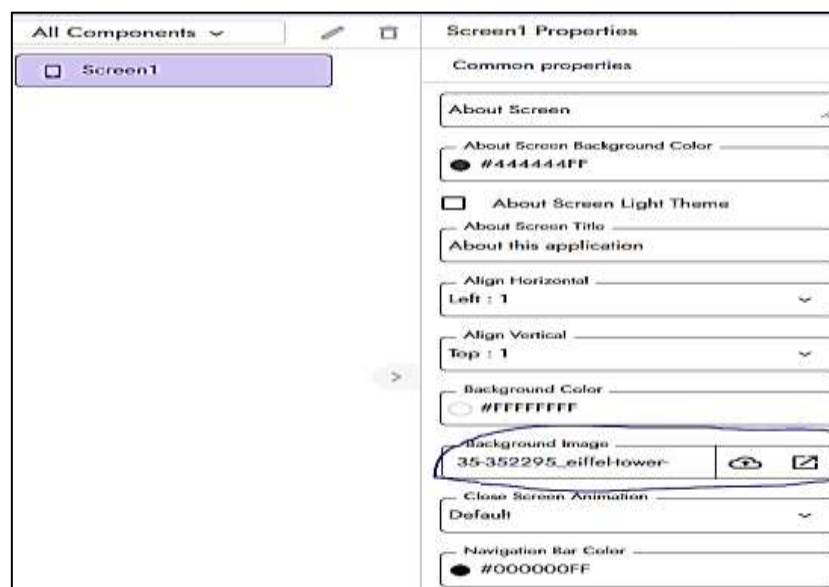 All Components
Screen1
Screen1 Properties
Common properties
About Screen
About Screen Background Color
#444444FF
About Screen Light Theme
About Screen Title
About this application
Align Horizontal
Left : 1
Align Vertical
Top : 1
Background Color
#FFFFFFFF
Background Image
35-352295_eiffel-tower-
Close Screen Animation
Default
Navigation Bar Color
#000000FF